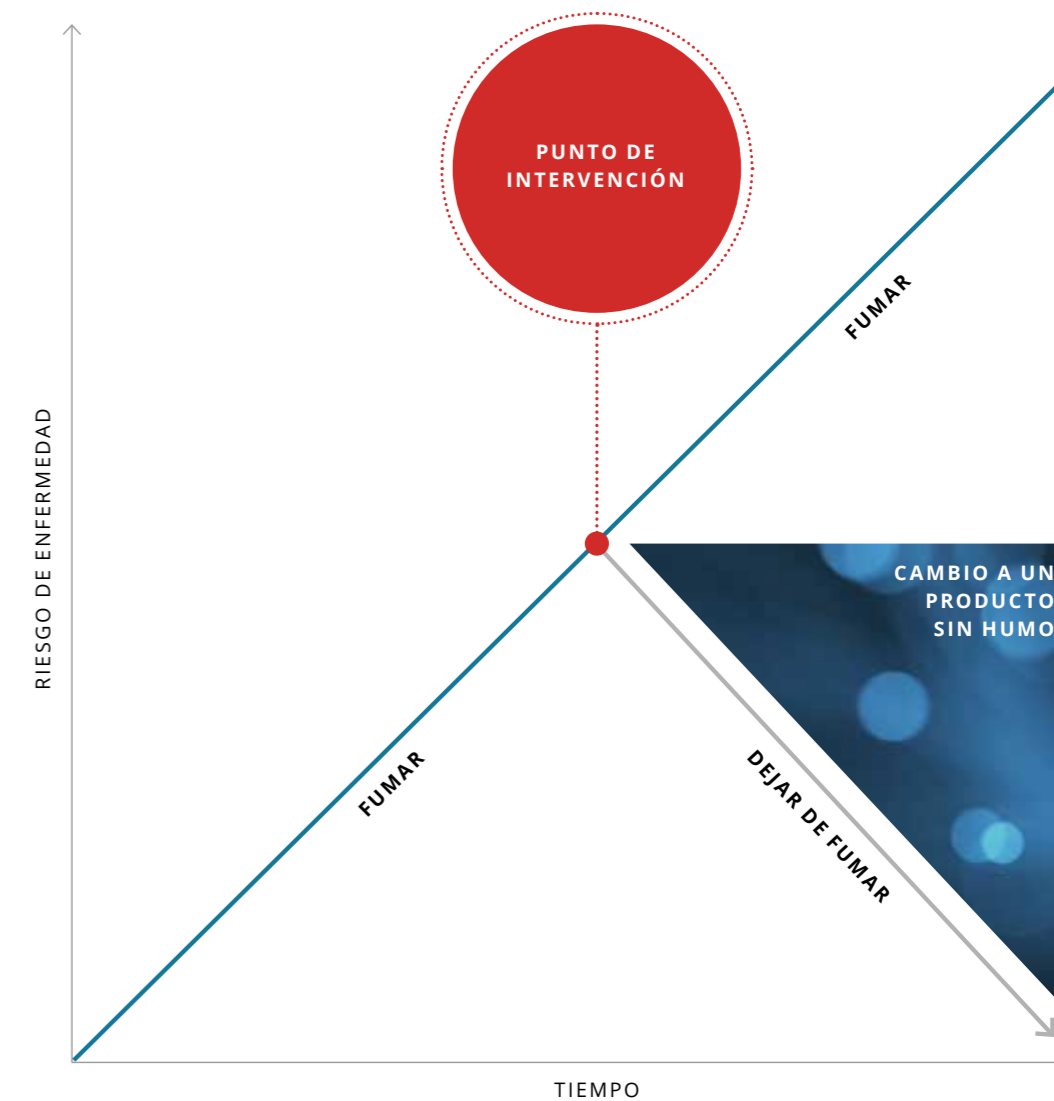 PUNTO DE
INTERVENCIÓN
FUMAR
RIESGO DE ENFERMEDAD
CAMBIO A UN
PRODUCTO
SIN HUMO
FUMAR
DEJAR DE FUMAR
TIEMPO